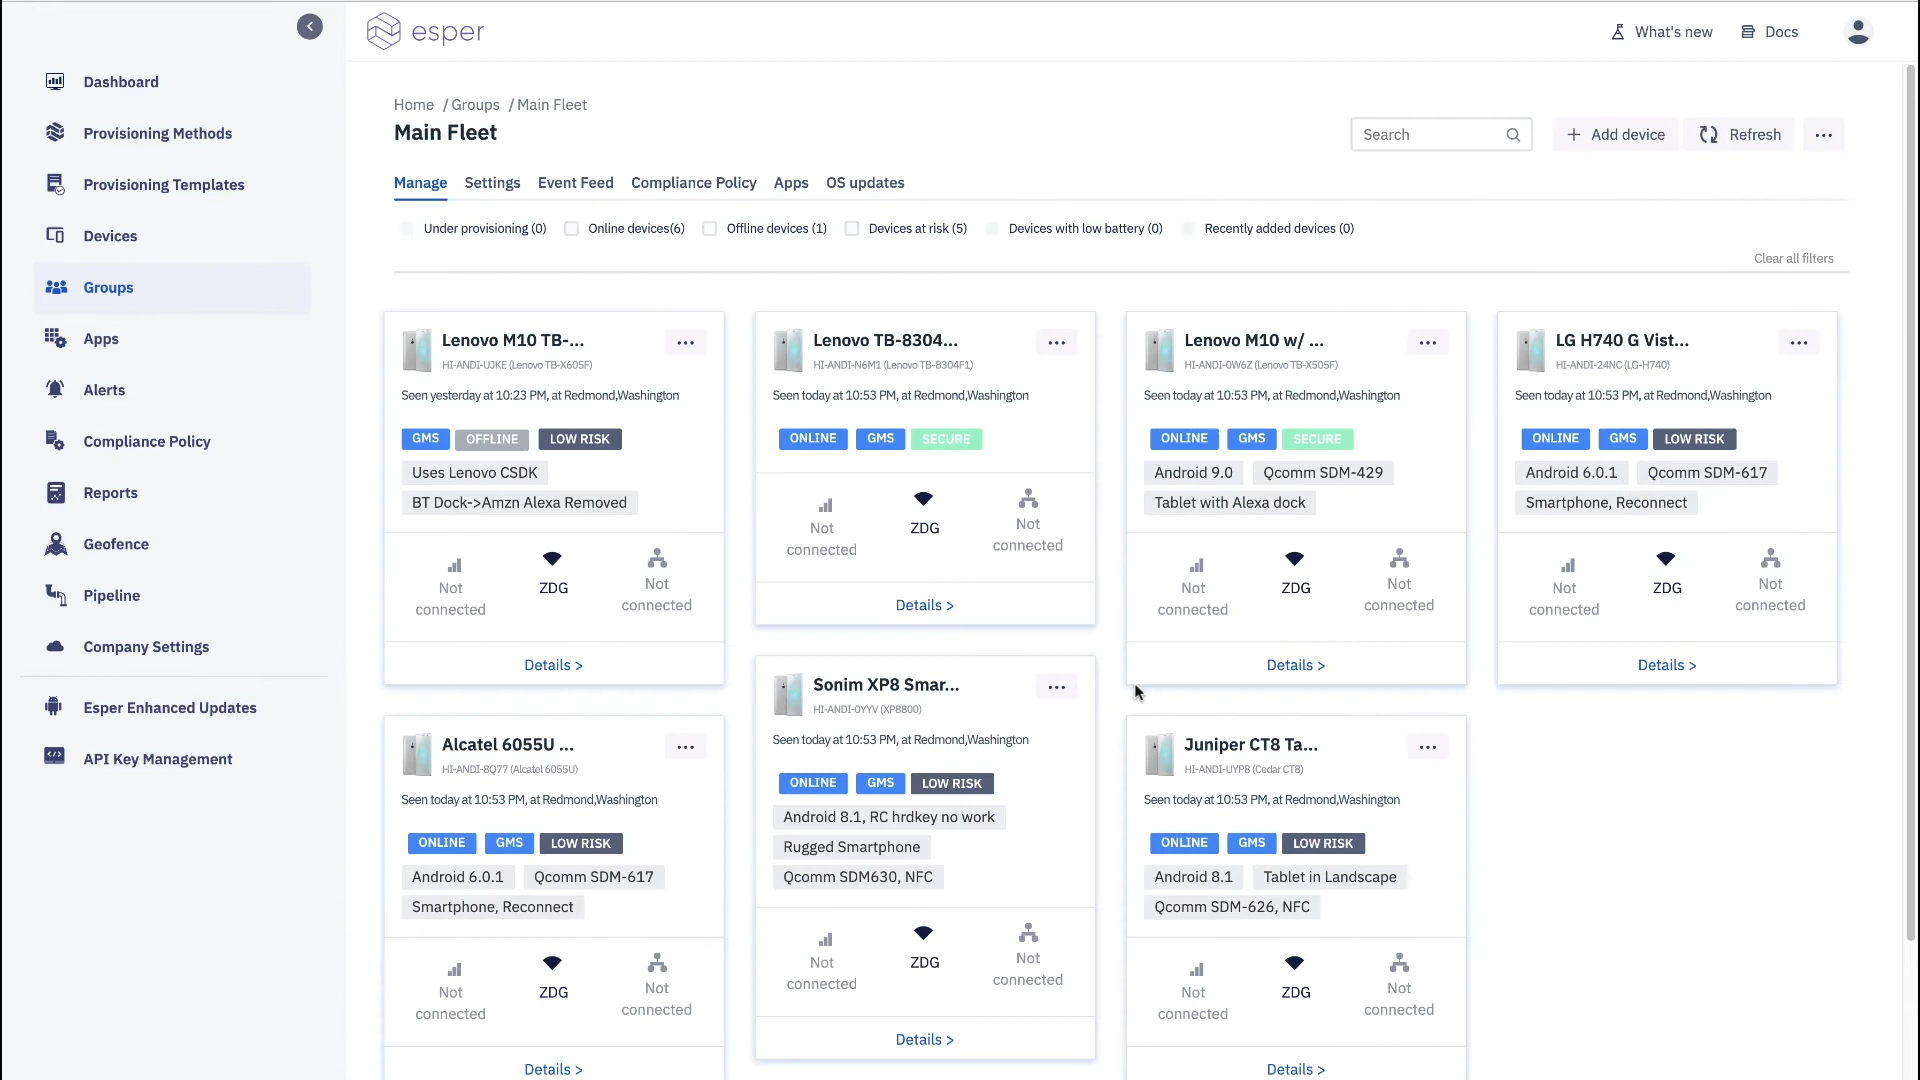 esper
What's new
Docs
Dashboard
Provisioning Methods
Provisioning Templates
Devices
Groups
Apps
Alerts
Compliance Policy
Reports
Geofence
Pipeline
Company Settings
Esper Enhanced Updates
API Key Management
Home / Groups / Main Fleet
Main Fleet
Search
+ Add device
Refresh
...
Manage Settings Event Feed Compliance Policy Apps OS updates
Under provisioning (0) Online devices(6) Offline devices (1) Devices at risk (5) Devices with low battery (0) Recently added devices (0)
Clear all filters
Lenovo M10 TB-...
HI-ANDI-UJKE (Lenovo TB-X605F)
Seen yesterday at 10:23 PM, at Redmond,Washington
GMS OFFLINE LOW RISK
Uses Lenovo CSDK
BT Dock->Amzn Alexa Removed
Not
connected
ZDG
Not
connected
Details >
Lenovo TB-8304...
HI-ANDI-N6M1 (Lenovo TB-8304F1)
Seen today at 10:53 PM, at Redmond,Washington
ONLINE GMS SECURE
Not
connected
ZDG
Not
connected
Details >
Lenovo M10 w/ ...
HI-ANDI-0W6Z (Lenovo TB-X505F)
Seen today at 10:53 PM, at Redmond,Washington
ONLINE GMS SECURE
Android 9.0 Qcomm SDM-429
Tablet with Alexa dock
Not
connected
ZDG
Not
connected
Details >
LG H740 G Vist...
HI-ANDI-24NC (LG-H740)
Seen today at 10:53 PM, at Redmond,Washington
ONLINE GMS LOW RISK
Android 6.0.1 Qcomm SDM-617
Smartphone, Reconnect
Not
connected
ZDG
Not
connected
Details >
Alcatel 6055U ...
HI-ANDI-8Q77 (Alcatel 6055U)
Seen today at 10:53 PM, at Redmond,Washington
ONLINE GMS LOW RISK
Android 6.0.1 Qcomm SDM-617
Smartphone, Reconnect
Not
connected
ZDG
Not
connected
Details >
Sonim XP8 Smar...
HI-ANDI-0YYV (XP8800)
Seen today at 10:53 PM, at Redmond,Washington
ONLINE GMS LOW RISK
Android 8.1, RC hrdkey no work
Rugged Smartphone
Qcomm SDM630, NFC
Not
connected
ZDG
Not
connected
Details >
Juniper CT8 Ta...
HI-ANDI-UYP8 (Cedar CT8)
Seen today at 10:53 PM, at Redmond,Washington
ONLINE GMS LOW RISK
Android 8.1 Tablet in Landscape
Qcomm SDM-626, NFC
Not
connected
ZDG
Not
connected
Details >